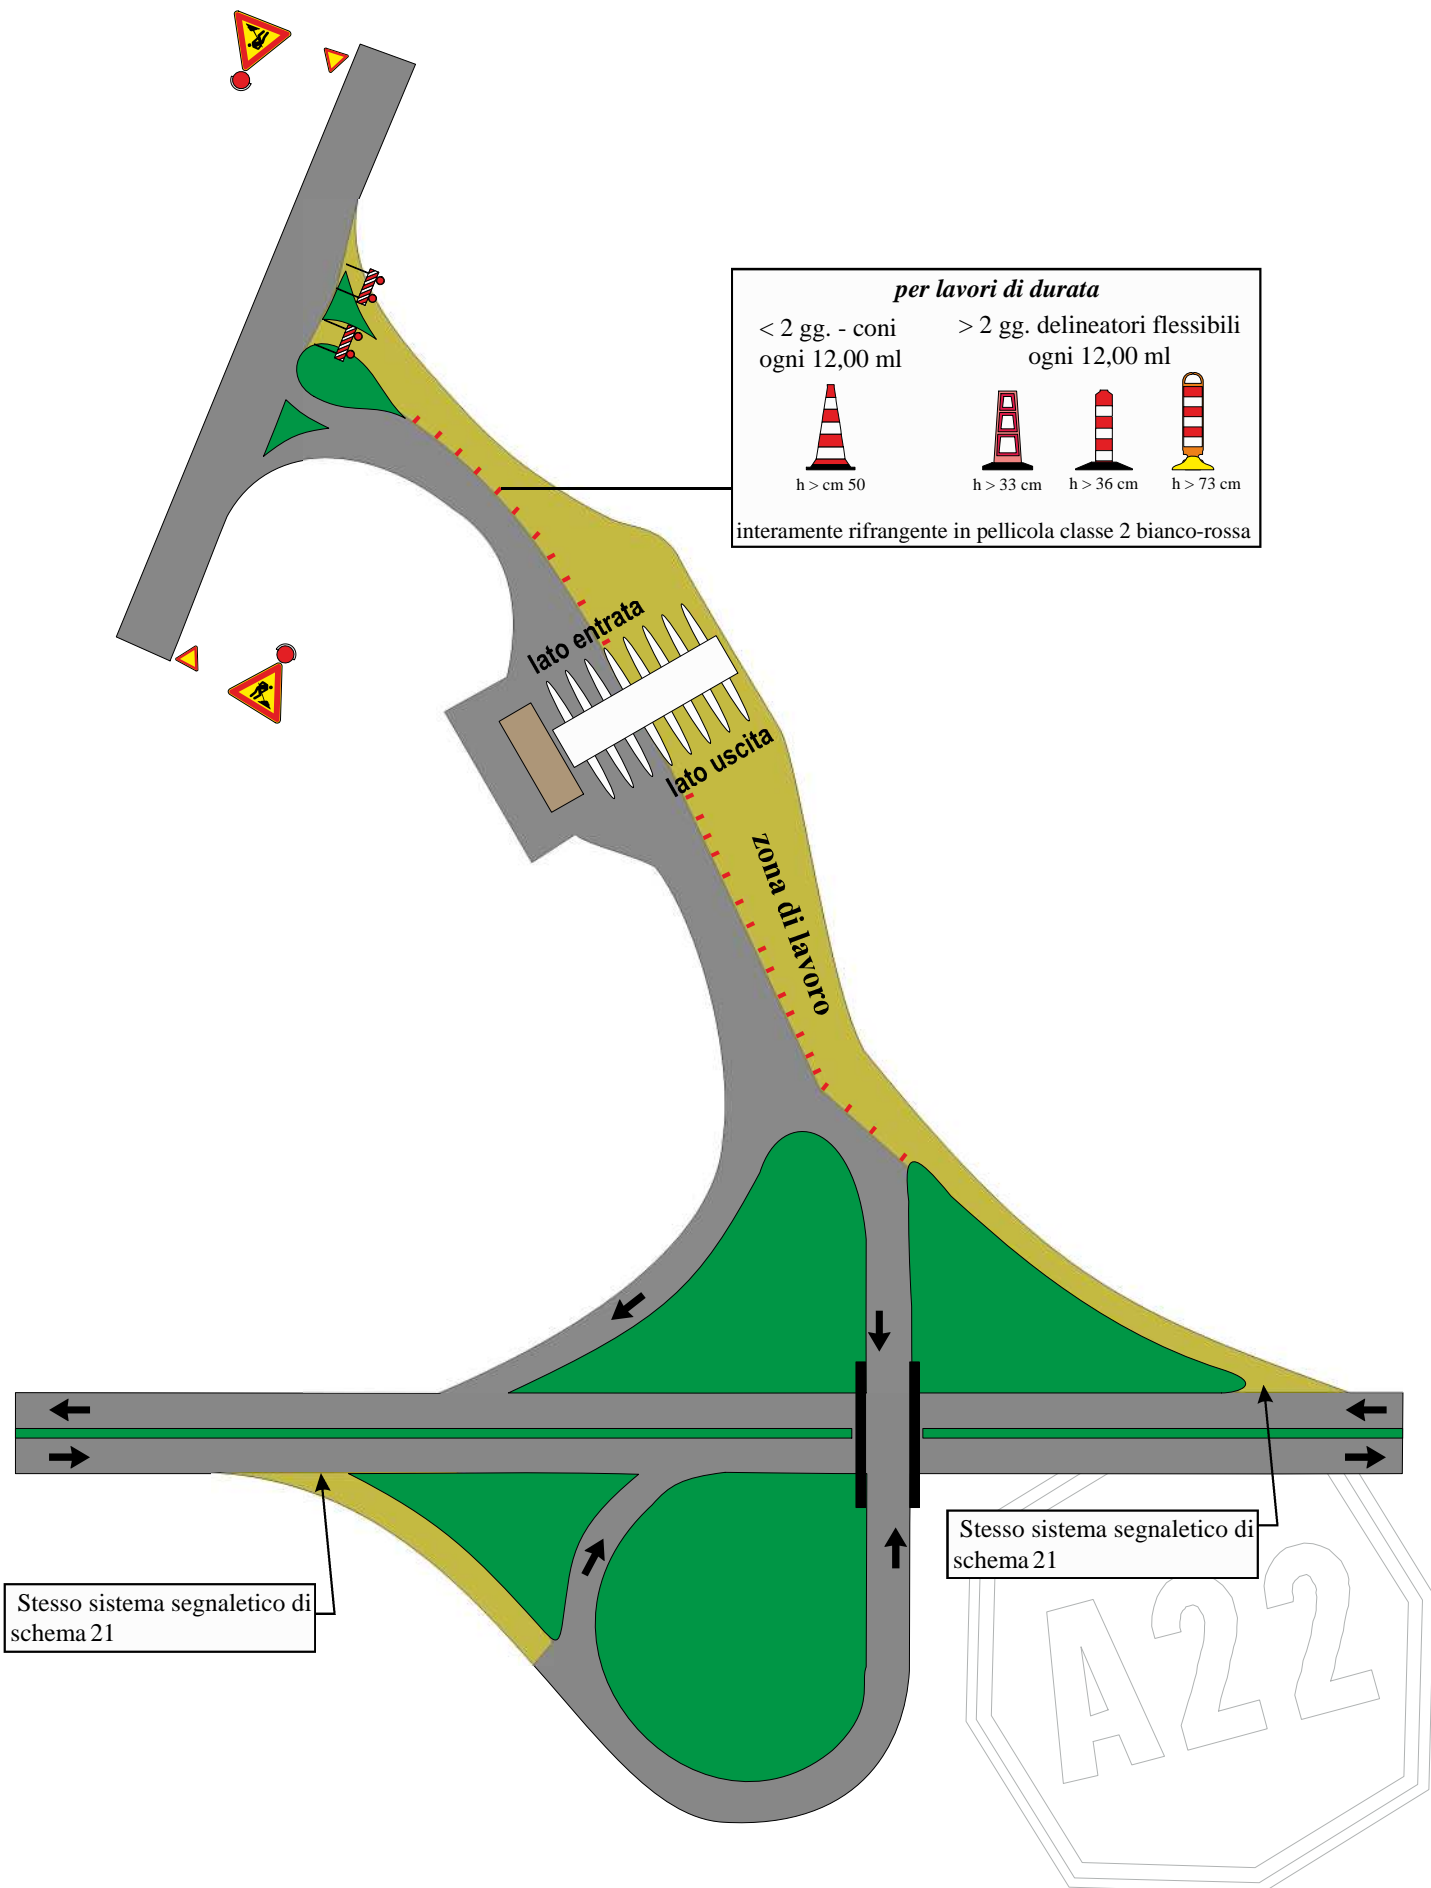 per lavori di durata
< 2 gg. - coni
ogni 12,00 ml
> 2 gg. delineatori flessibili
ogni 12,00 ml
h > cm 50
h > 33 cm
h > 36 cm
h > 73 cm
interamente rifrangente in pellicola classe 2 bianco-rossa
lato entrata
lato uscita
zona di lavoro
Stesso sistema segnaletico di
schema 21
Stesso sistema segnaletico di
schema 21
A22